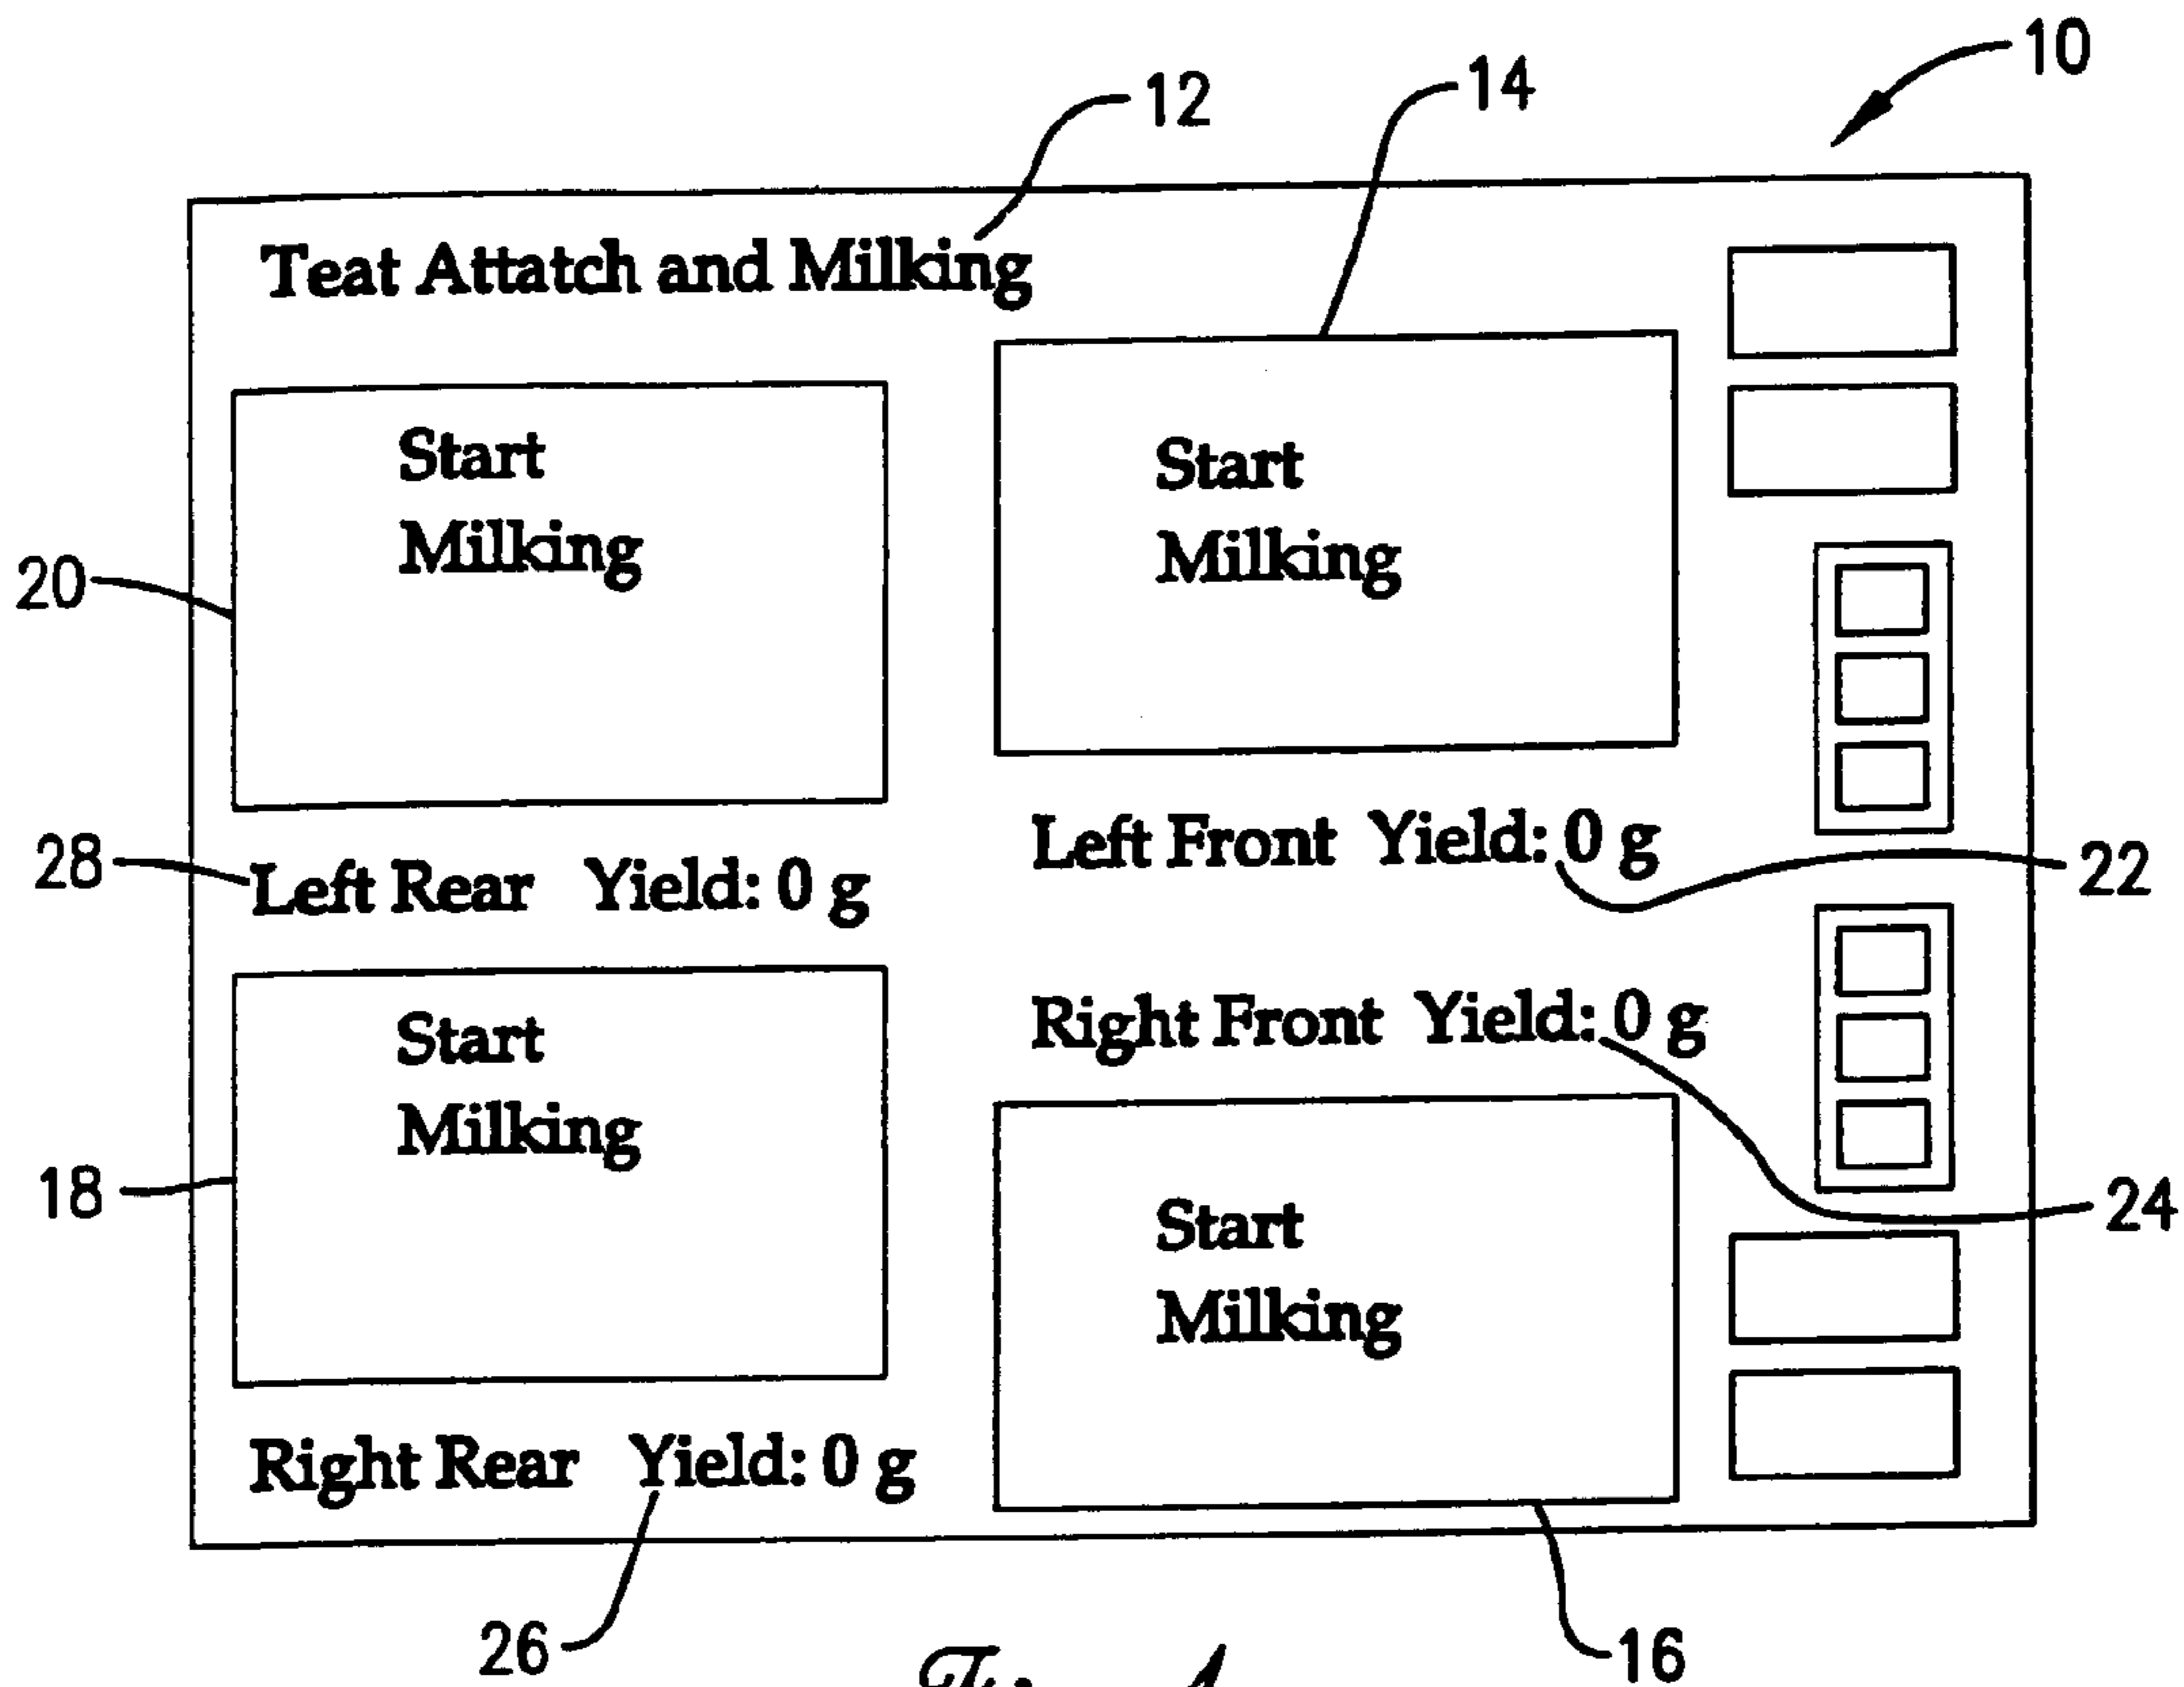 10
12
14
Teat Attatch and Milking
Start
Milking
Start
Milking
20
Left Front Yield: 0 g
28
Left Rear Yield: 0 g
22
Right Front Yield: 0 g
Start
Milking
18
24
Start
Milking
Right Rear Yield: 0 g
26
16